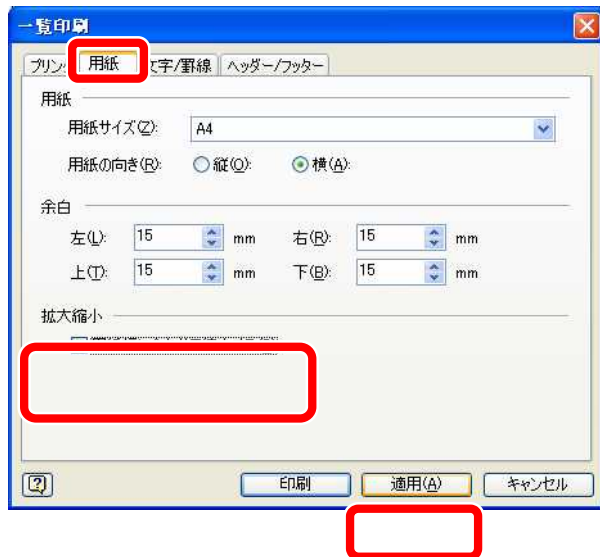 一覧印刷
プリン 用紙 文字/罫線 ヘッダー/フッター
用紙
用紙サイズ(Z): A4
用紙の向き(R): 縦(O): 横(A):
余白
左(L): 15 mm 右(R): 15 mm
上(T): 15 mm 下(B): 15 mm
拡大縮小
印刷 適用(A) キャンセル